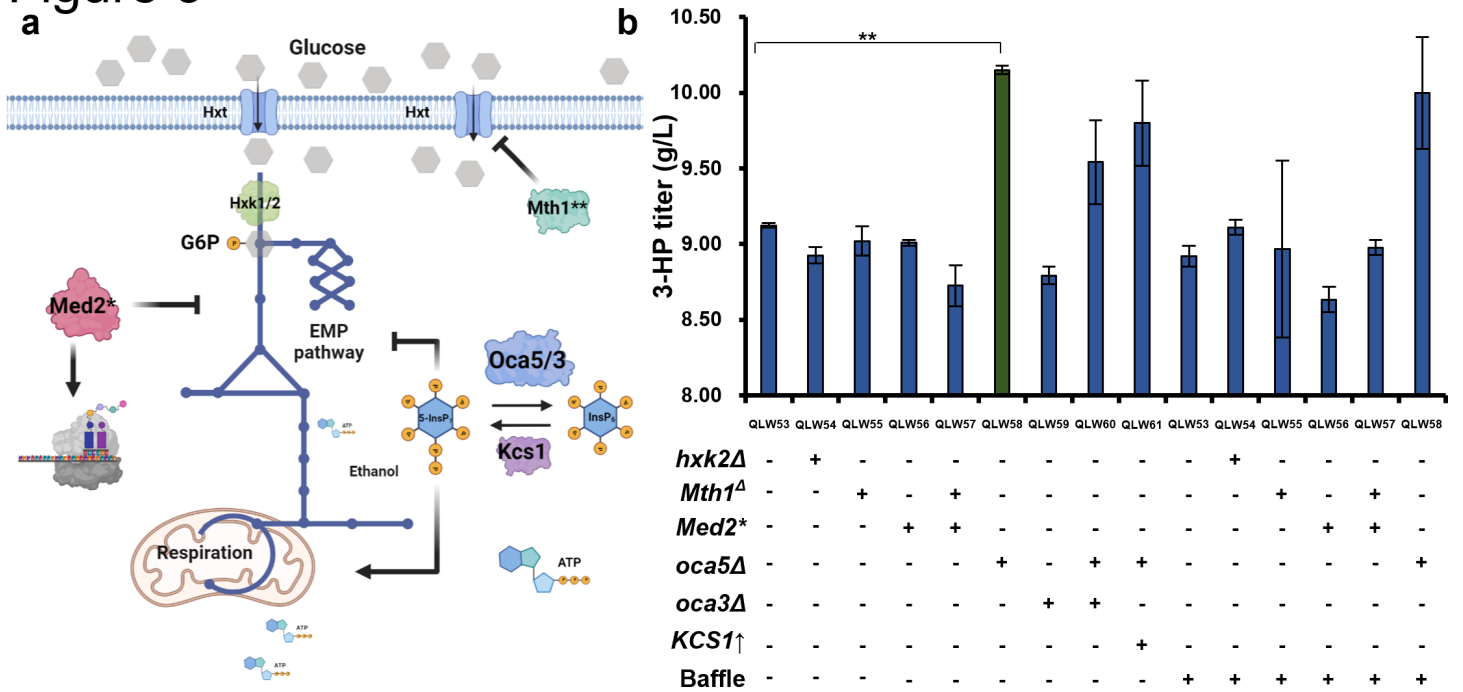 Figure
a
Glucose
Hxt
Hxt
Hxk1/2
Mth1**
G6P
P
Med2*
EMP
pathway
Oca5/3
P
P P
5-InsP₇
P P
P
P
P
P P
InsP₆
P P
P
Kcs1
ATP
Ethanol
Respiration
ATP
ATP
ATP
b
3-HP titer (g/L)
10.50
10.00
9.50
9.00
8.50
8.00
**
QLW53 QLW54 QLW55 QLW56 QLW57 QLW58 QLW59 QLW60 QLW61 QLW53 QLW54 QLW55 QLW56 QLW57 QLW58
hxk2Δ - + - - - - - - - - + - - - -
Mth1Δ - - + - + - - - - - - + - + -
Med2* - - - + + - - - - - - - + + -
oca5Δ - - - - - + - + + - - - - - +
oca3Δ - - - - - - + + - - - - - - -
KCS1↑ - - - - - - - - + - - - - - -
Baffle - - - - - - - - - + + + + + +